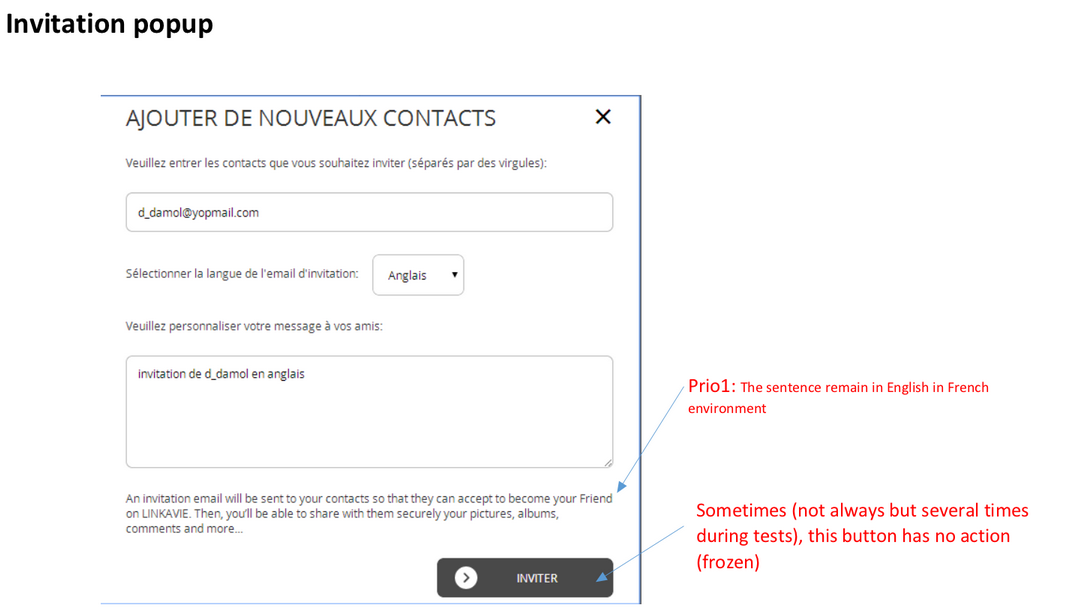 Invitation popup
AJOUTER DE NOUVEAUX CONTACTS
Veuillez entrer les contacts que vous souhaitez inviter (séparés par des virgules):
d_damol@yopmail.com
Sélectionner la langue de l'email d'invitation:
Anglais
Veuillez personnaliser votre message à vos amis:
invitation de d_damol en anglais
Prio1: The sentence remain in English in French
environment
An invitation email will be sent to your contacts so that they can accept to become your Friend
on LINKAVIE. Then, you'll be able to share with them securely your pictures, albums,
comments and more...
Sometimes (not always but several times
during tests), this button has no action
(frozen)
INVITER